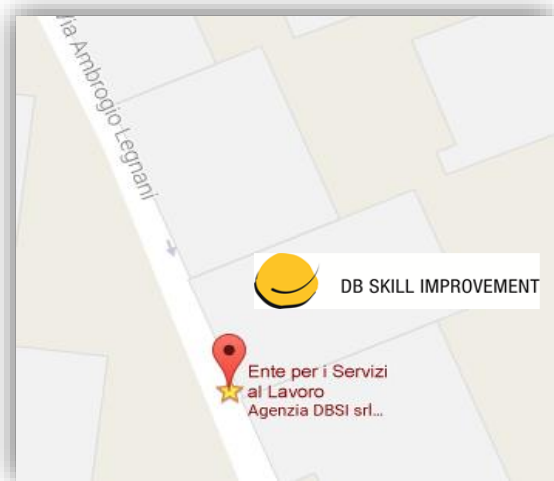 Via Ambrogio Legnani
DB SKILL IMPROVEMENT
Ente per i Servizi
al Lavoro
Agenzia DBSI srl...